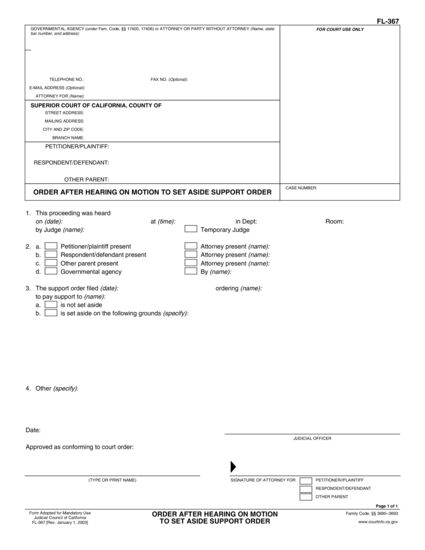 FL-367
GOVERNMENTAL AGENCY (under Fam. Code, §§ 17400, 17406) or ATTORNEY OR PARTY WITHOUT ATTORNEY (Name, state
bar number, and address):
FOR COURT USE ONLY
TELEPHONE NO.: FAX NO. (Optional):
E-MAIL ADDRESS (Optional):
ATTORNEY FOR (Name):
SUPERIOR COURT OF CALIFORNIA, COUNTY OF
STREET ADDRESS:
MAILING ADDRESS:
CITY AND ZIP CODE:
BRANCH NAME:
PETITIONER/PLAINTIFF:
RESPONDENT/DEFENDANT:
OTHER PARENT:
ORDER AFTER HEARING ON MOTION TO SET ASIDE SUPPORT ORDER
CASE NUMBER:
1. This proceeding was heard
on (date): at (time): in Dept: Room:
by Judge (name): Temporary Judge
2. a. Petitioner/plaintiff present Attorney present (name):
b. Respondent/defendant present Attorney present (name):
c. Other parent present Attorney present (name):
d. Governmental agency By (name):
3. The support order filed (date): ordering (name):
to pay support to (name):
a. is not set aside
b. is set aside on the following grounds (specify):
4. Other (specify):
Date:
JUDICIAL OFFICER
Approved as conforming to court order:
(TYPE OR PRINT NAME) SIGNATURE OF ATTORNEY FOR PETITIONER/PLAINTIFF
RESPONDENT/DEFENDANT
OTHER PARENT
Page 1 of 1
Form Adopted for Mandatory Use
Judicial Council of California
FL-367 [Rev. January 1, 2003]
ORDER AFTER HEARING ON MOTION
TO SET ASIDE SUPPORT ORDER
Family Code, §§ 3690–3693
www.courtinfo.ca.gov